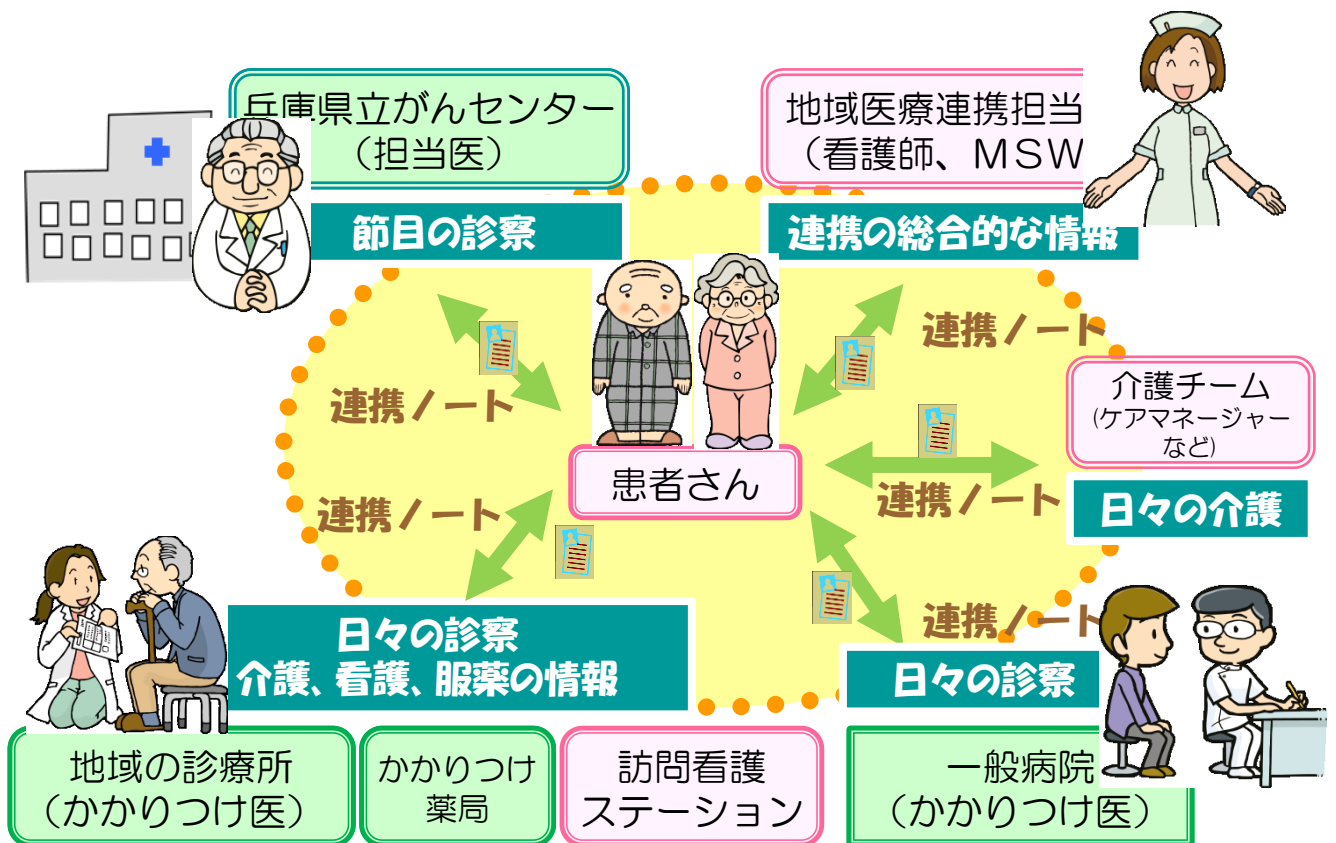 兵庫県立がんセンター
（担当医）
地域医療連携担当
（看護師、ＭＳＷ
節目の診察
連携の総合的な情報
連携ノート
連携ノート
介護チーム
(ケアマネージャー
など)
患者さん
連携ノート
連携ノート
日々の介護
連携ノート
日々の診察
介護、看護、服薬の情報
日々の診察
地域の診療所
（かかりつけ医）
かかりつけ
薬局
訪問看護
ステーション
一般病院
（かかりつけ医）